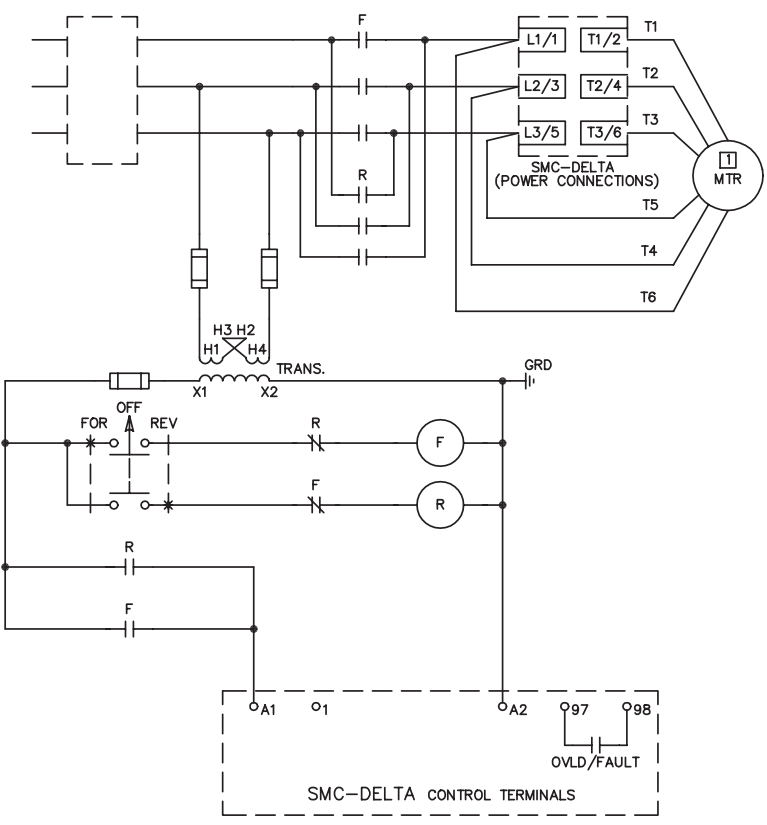 F
L1/1 T1/2 T1
L2/3 T2/4 T2
L3/5 T3/6 T3
1
MTR
SMC-DELTA
(POWER CONNECTIONS)
R
T5
T4
T6
H3 H2
H1 H4
TRANS.
X1 X2
GRD
OFF
FOR REV
R
F
F
R
R
F
A1 1 A2 97 98
OVLD/FAULT
SMC-DELTA CONTROL TERMINALS